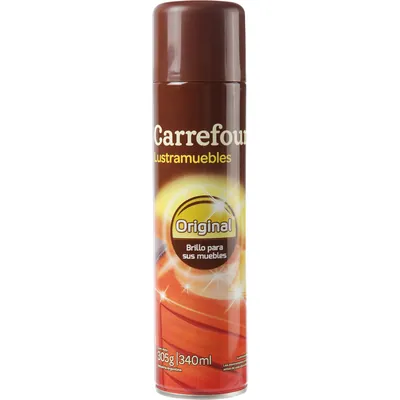 Carrefour
Lustramuebles
Original
Brillo para
sus muebles
305g 340ml